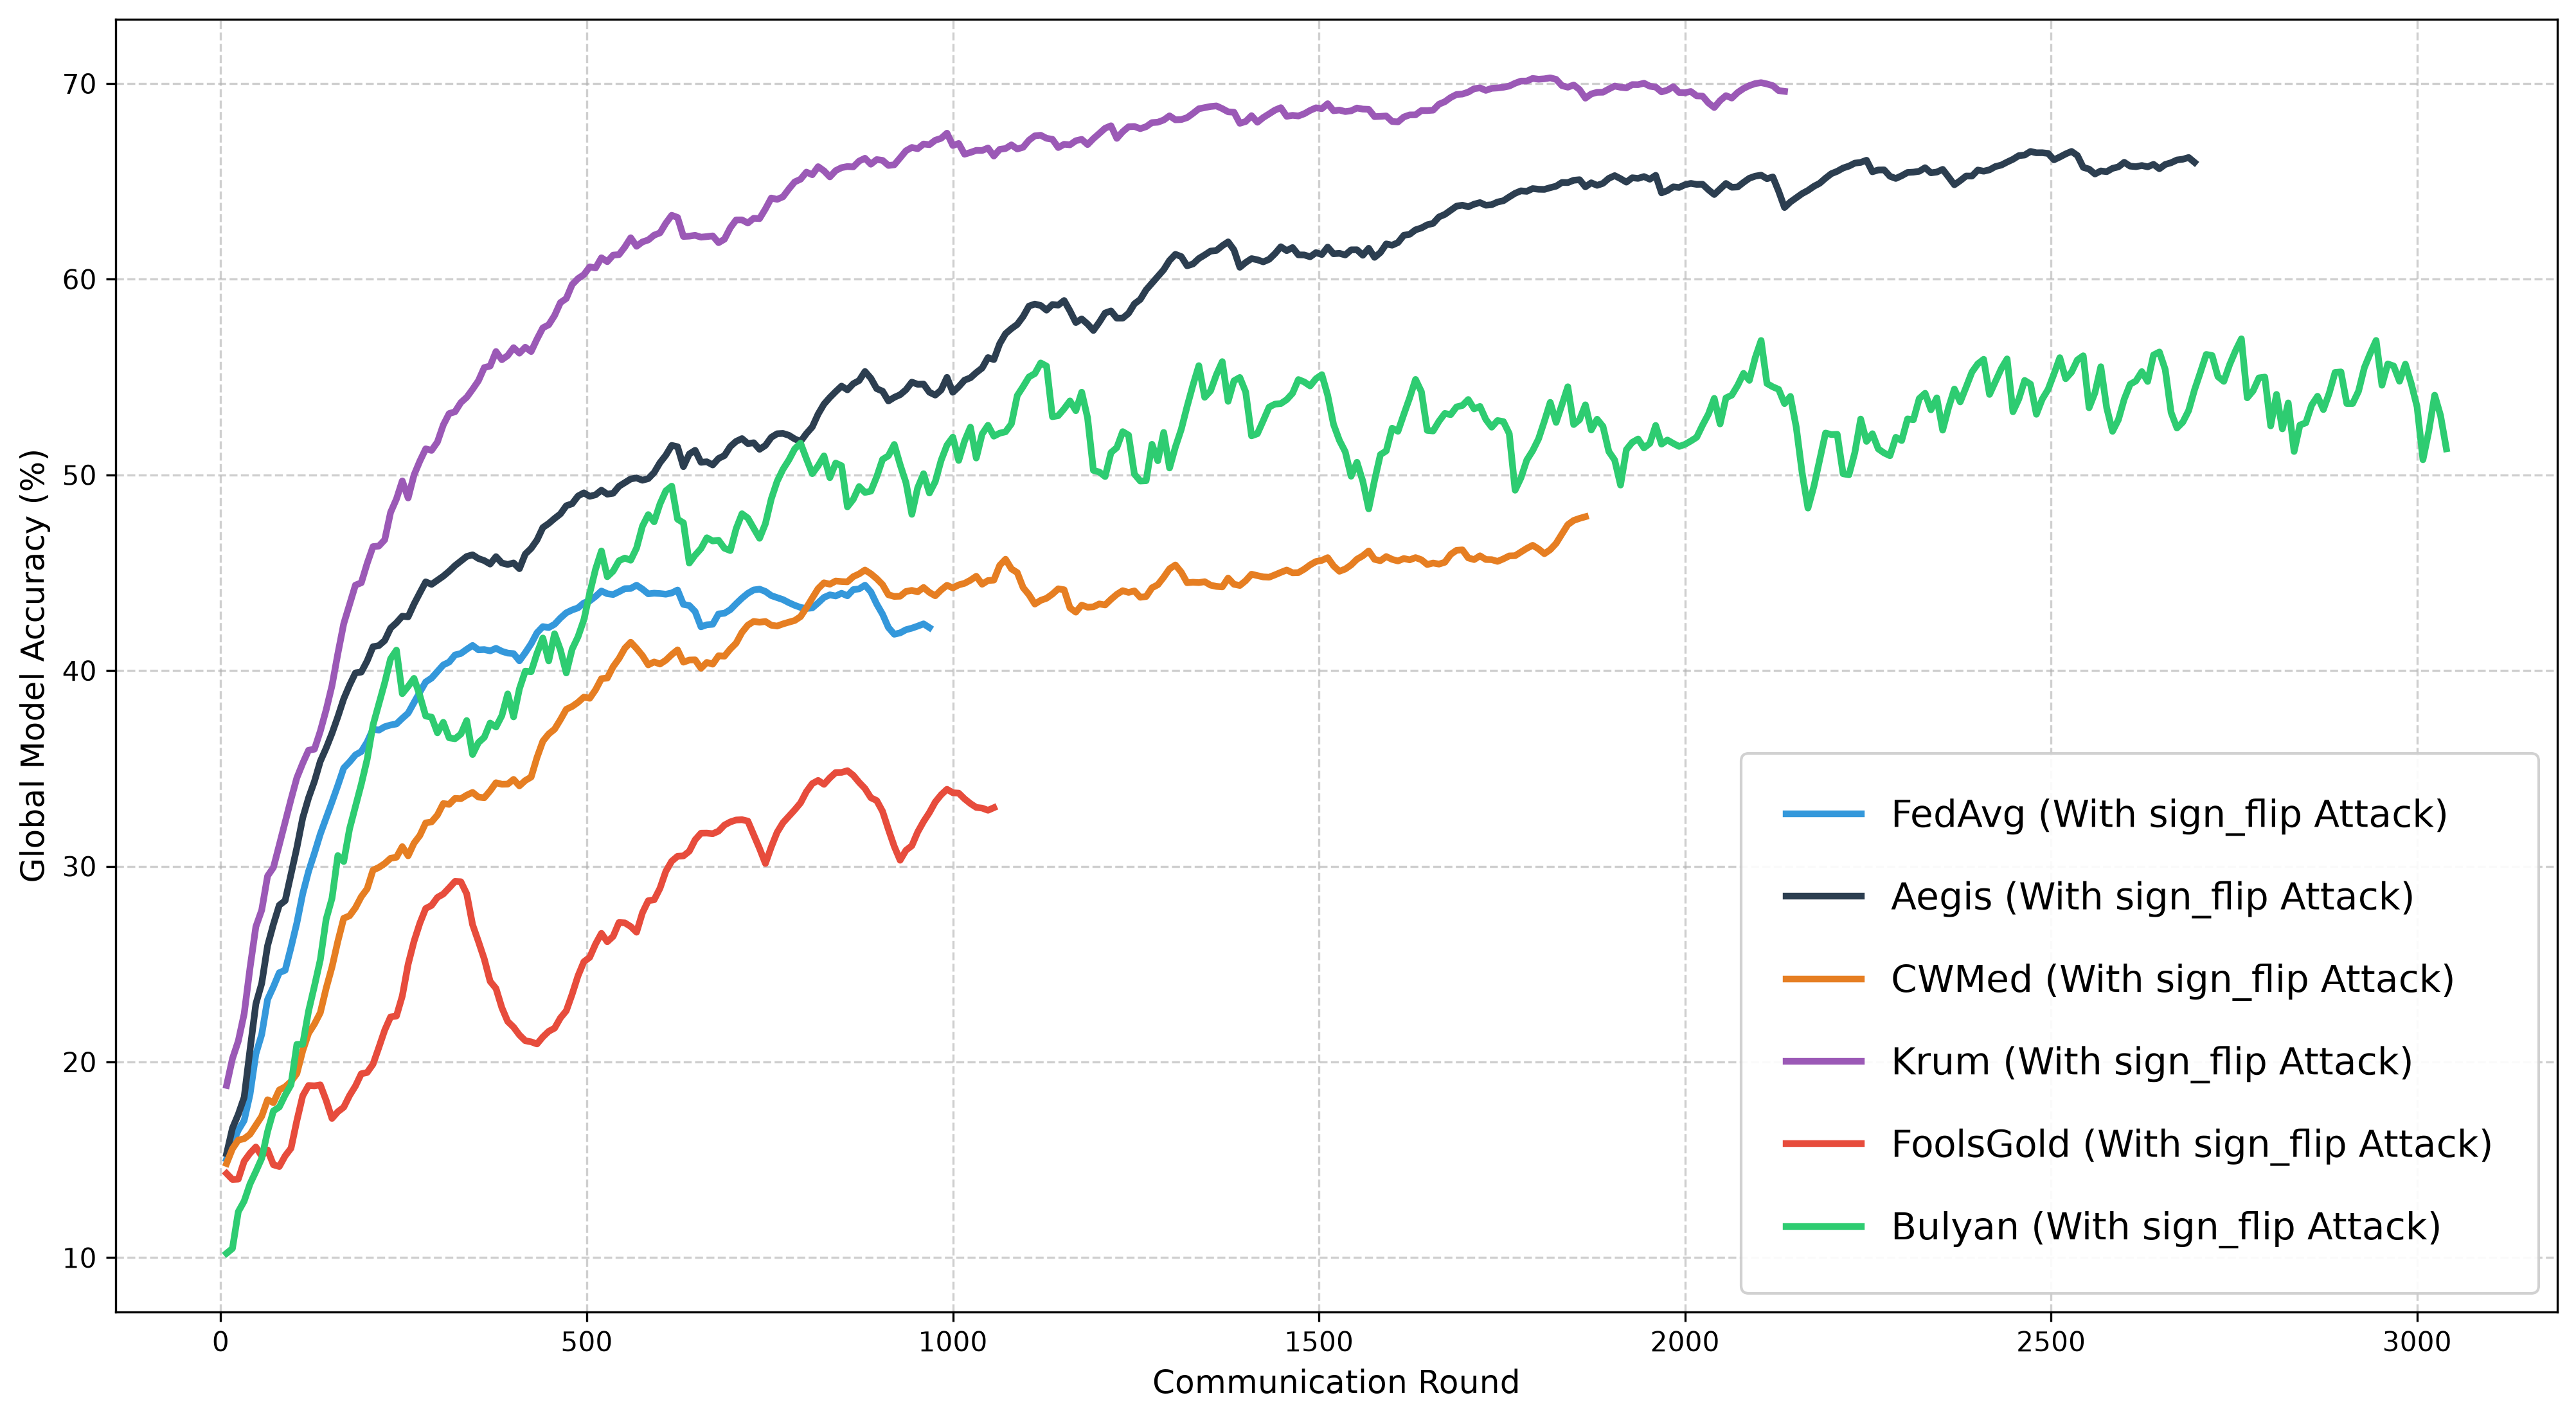 70
60
50
40
30
20
10
Global Model Accuracy (%)
0 500 1000 1500 2000 2500 3000
Communication Round
FedAvg (With sign_flip Attack)
Aegis (With sign_flip Attack)
CWMed (With sign_flip Attack)
Krum (With sign_flip Attack)
FoolsGold (With sign_flip Attack)
Bulyan (With sign_flip Attack)